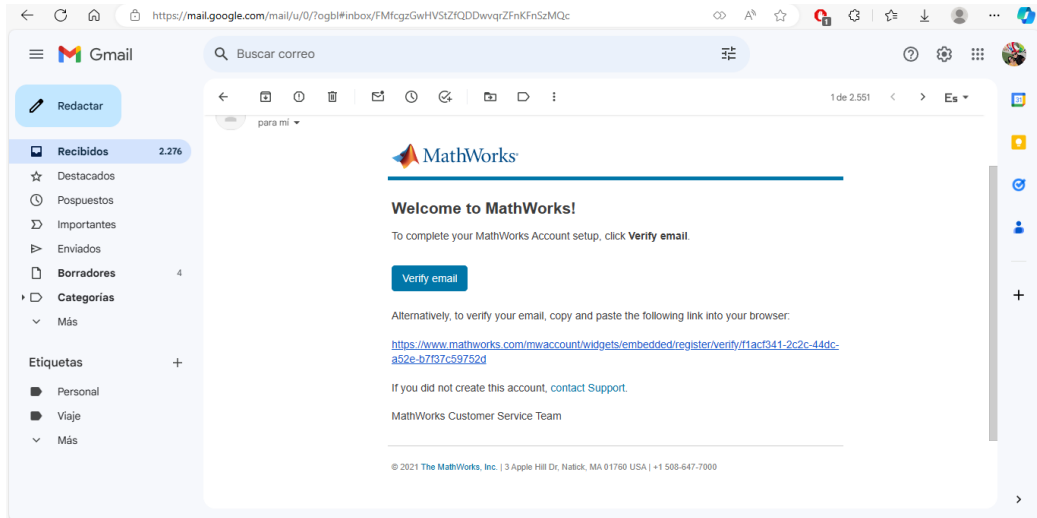 https://mail.google.com/mail/u/0/?ogbl#inbox/FMfcgzGwHVStZfQDDwvqrZFnKFnSzMQc
Gmail
Buscar correo
Redactar
1 de 2.551
Es
para mí
Recibidos 2.276
Destacados
Pospuestos
Importantes
Enviados
Borradores 4
Categorías
Más
Etiquetas
Personal
Viaje
Más
MathWorks
Welcome to MathWorks!
To complete your MathWorks Account setup, click Verify email.
Verify email
Alternatively, to verify your email, copy and paste the following link into your browser:
https://www.mathworks.com/mwaccount/widgets/embedded/register/verify/f1acf341-2c2c-44dc-
a52e-b7f37c59752d
If you did not create this account, contact Support.
MathWorks Customer Service Team
© 2021 The MathWorks, Inc. | 3 Apple Hill Dr, Natick, MA 01760 USA | +1 508-647-7000
31